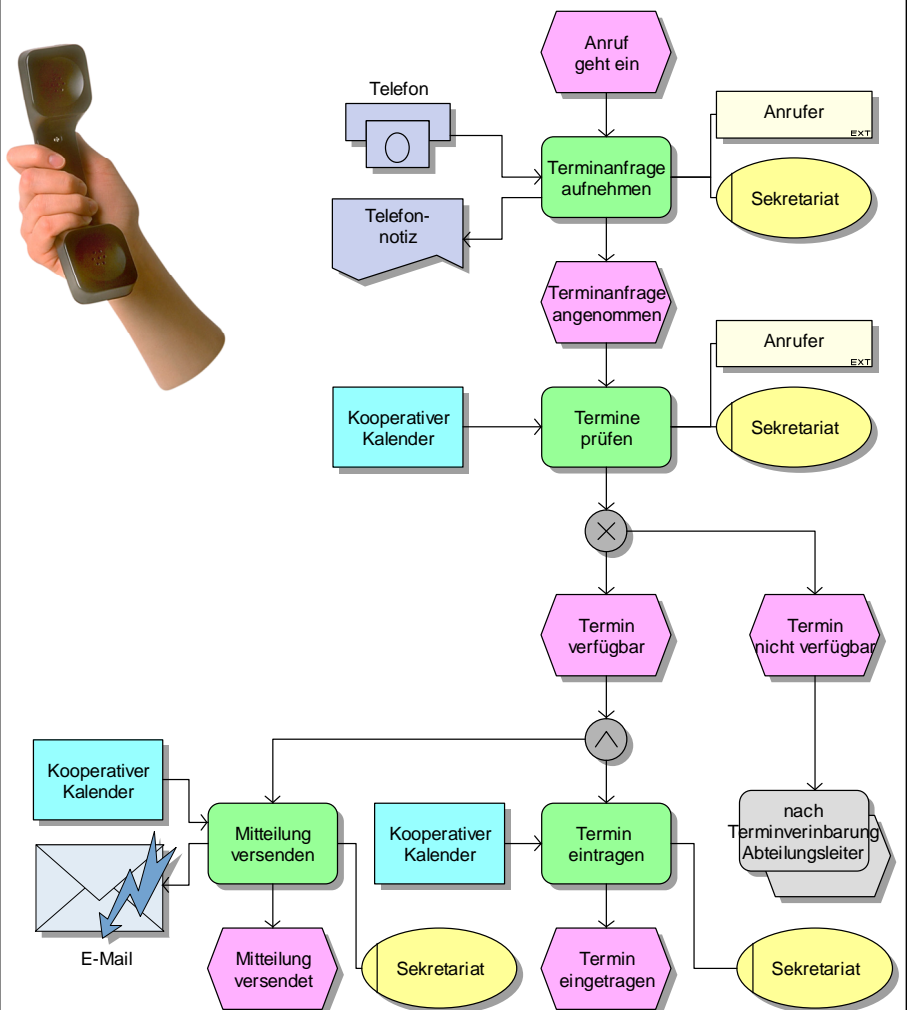 Anruf
geht ein
Telefon
Anrufer
EXT
Terminanfrage
aufnehmen
Sekretariat
Telefon-
notiz
Terminanfrage
angenommen
Anrufer
EXT
Kooperativer
Kalender
Termine
prüfen
Sekretariat
Termin
verfügbar
Termin
nicht verfügbar
Kooperativer
Kalender
Mitteilung
versenden
Kooperativer
Kalender
Termin
eintragen
nach
Terminverinbarung
Abteilungsleiter
E-Mail
Mitteilung
versendet
Sekretariat
Termin
eingetragen
Sekretariat